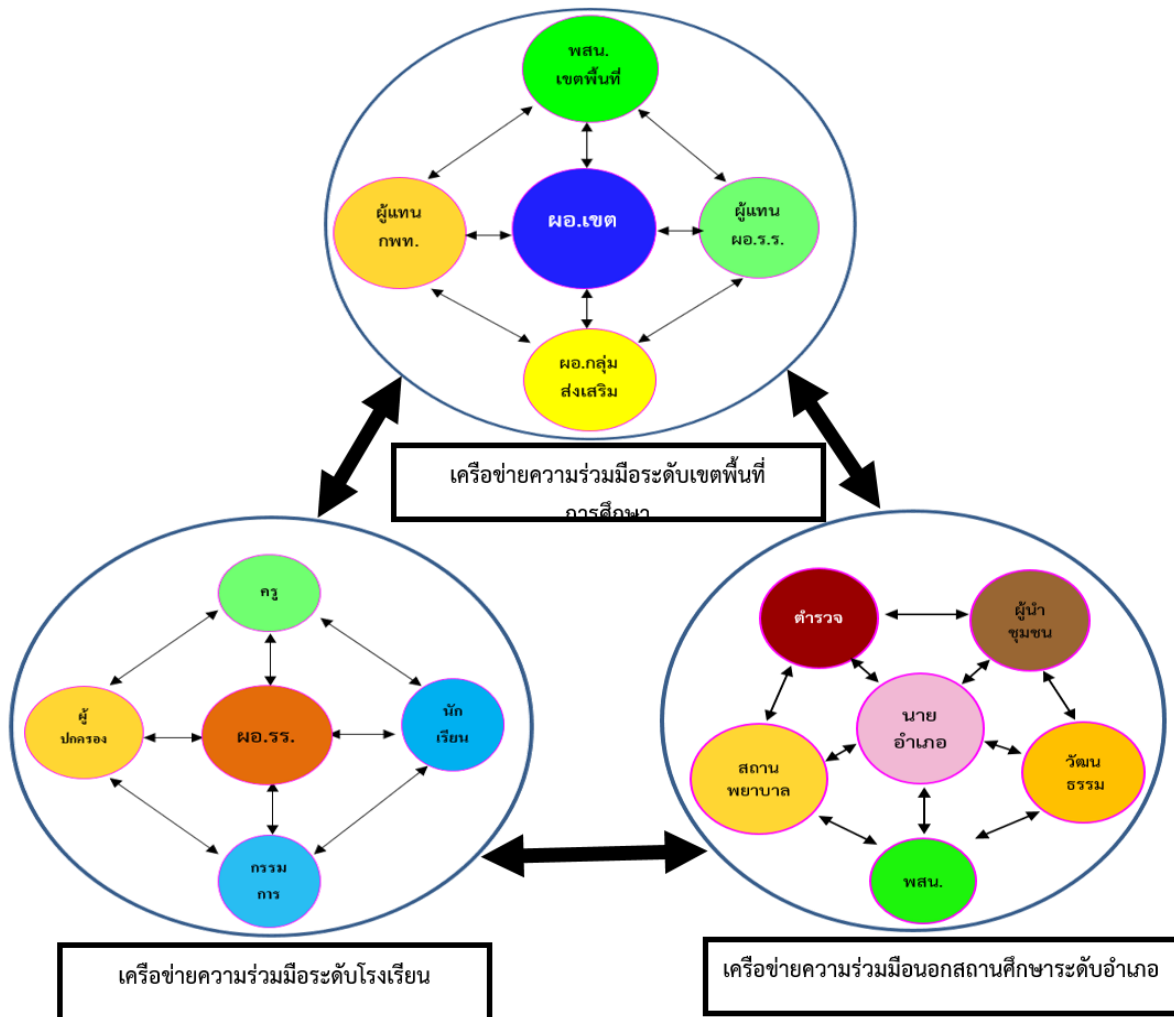 พสน.
เขตพื้นที่
ผู้แทน
กพท.
ผอ.เขต
ผู้แทน
ผอ.ร.ร.
ผอ.กลุ่ม
ส่งเสริม
เครือข่ายความร่วมมือระดับเขตพื้นที่
การศึกษา
ครู
ผู้
ปกครอง
ผอ.รร.
นัก
เรียน
กรรม
การ
เครือข่ายความร่วมมือระดับโรงเรียน
ตำรวจ
ผู้นำ
ชุมชน
นาย
อำเภอ
สถาน
พยาบาล
วัฒน
ธรรม
พสน.
เครือข่ายความร่วมมือนอกสถานศึกษาระดับอำเภอ